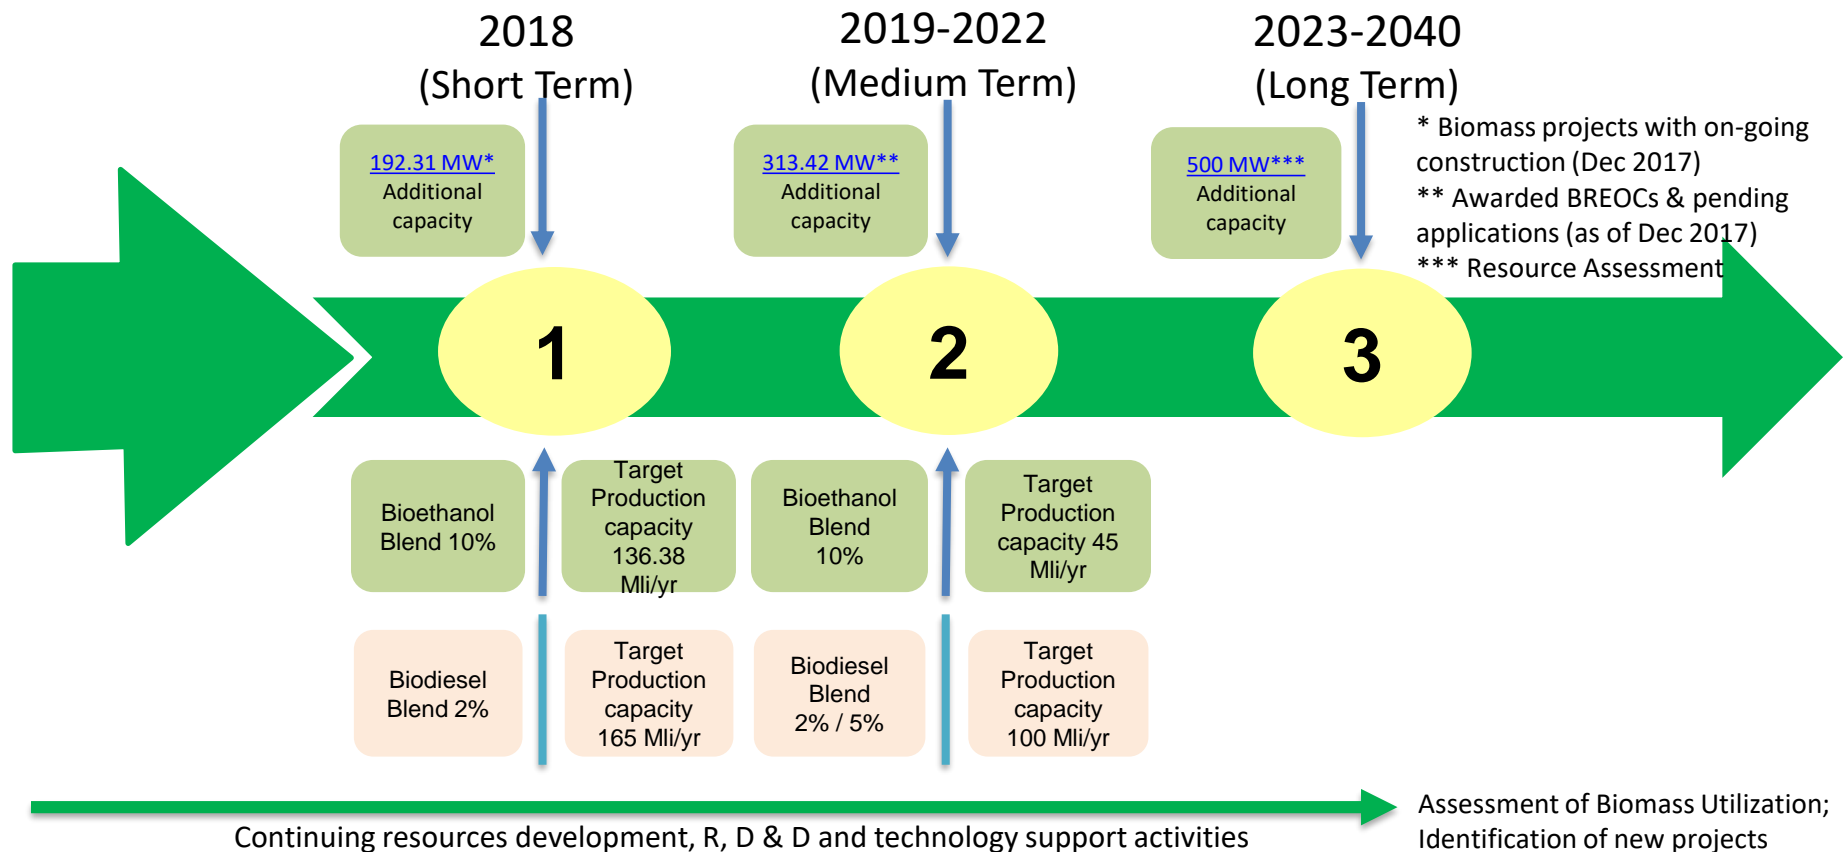 2018
(Short Term)
2019-2022
(Medium Term)
2023-2040
(Long Term)
192.31 MW*
Additional
capacity
313.42 MW**
Additional
capacity
500 MW***
Additional
capacity
* Biomass projects with on-going
construction (Dec 2017)
** Awarded BREOCs & pending
applications (as of Dec 2017)
*** Resource Assessment
1
2
3
Bioethanol
Blend 10%
Target
Production
capacity
136.38
Mli/yr
Bioethanol
Blend
10%
Target
Production
capacity 45
Mli/yr
Biodiesel
Blend 2%
Target
Production
capacity
165 Mli/yr
Biodiesel
Blend
2% / 5%
Target
Production
capacity
100 Mli/yr
Continuing resources development, R, D & D and technology support activities
Assessment of Biomass Utilization;
Identification of new projects